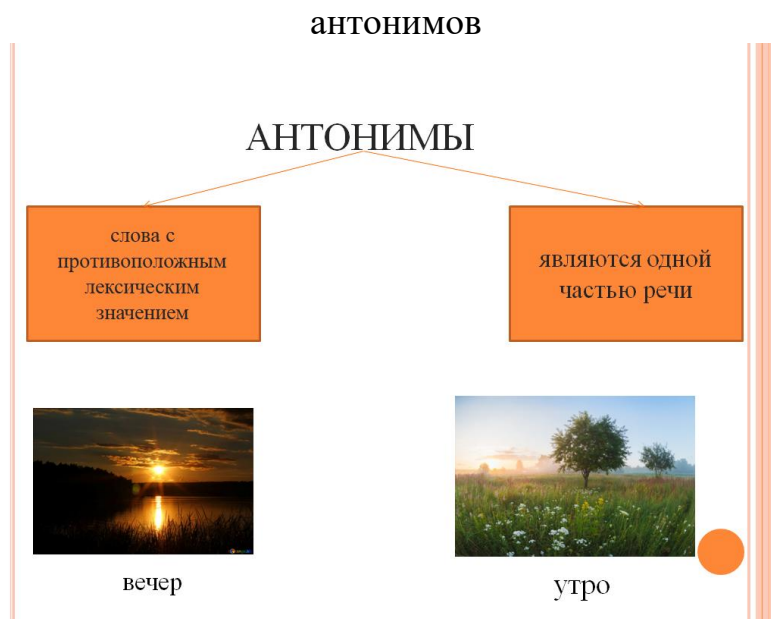 антонимов
АНТОНИМЫ
слова с
противоположным
лексическим
значением
являются одной
частью речи
вечер
утро